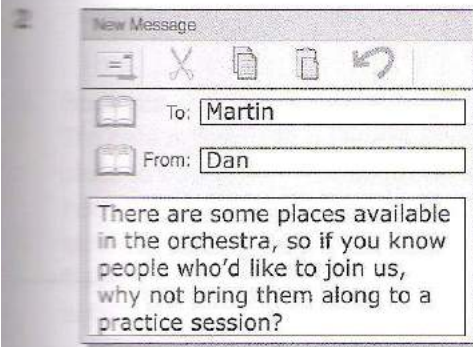 2
New Message
To: Martin
From: Dan
There are some places available
in the orchestra, so if you know
people who'd like to join us,
why not bring them along to a
practice session?